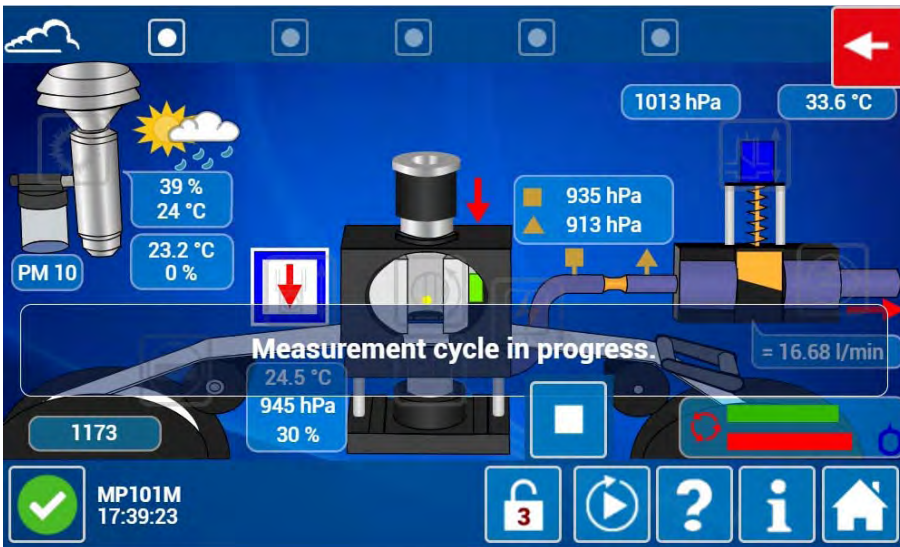 1013 hPa
33.6 °C
39 %
24 °C
935 hPa
913 hPa
23.2 °C
0 %
PM 10
Measurement cycle in progress.
= 16.68 l/min
24.5 °C
945 hPa
30 %
1173
MP101M
17:39:23
3
?
i